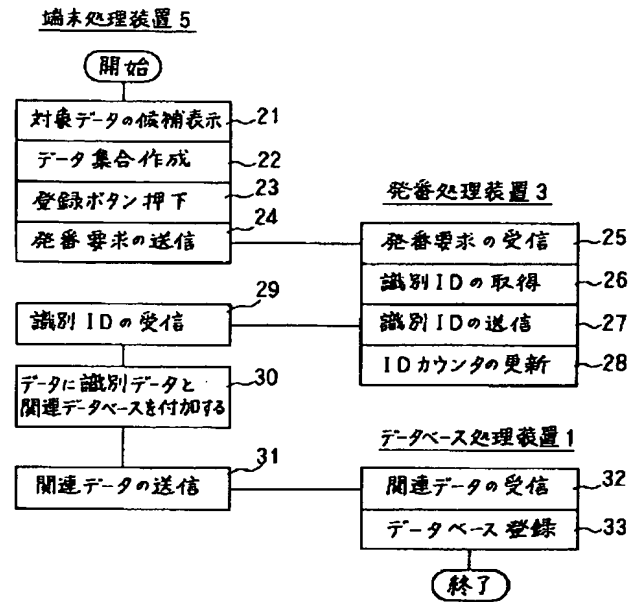 端末処理装置5
開始
対象データの候補表示
21
データ集合作成
22
登録ボタン押下
23
発番要求の送信
24
発番処理装置3
発番要求の受信
25
識別IDの取得
26
識別IDの送信
27
IDカウンタの更新
28
識別IDの受信
29
データに識別データと
関連データベースを付加する
30
関連データの送信
31
データベース処理装置1
関連データの受信
32
データベース登録
33
終了